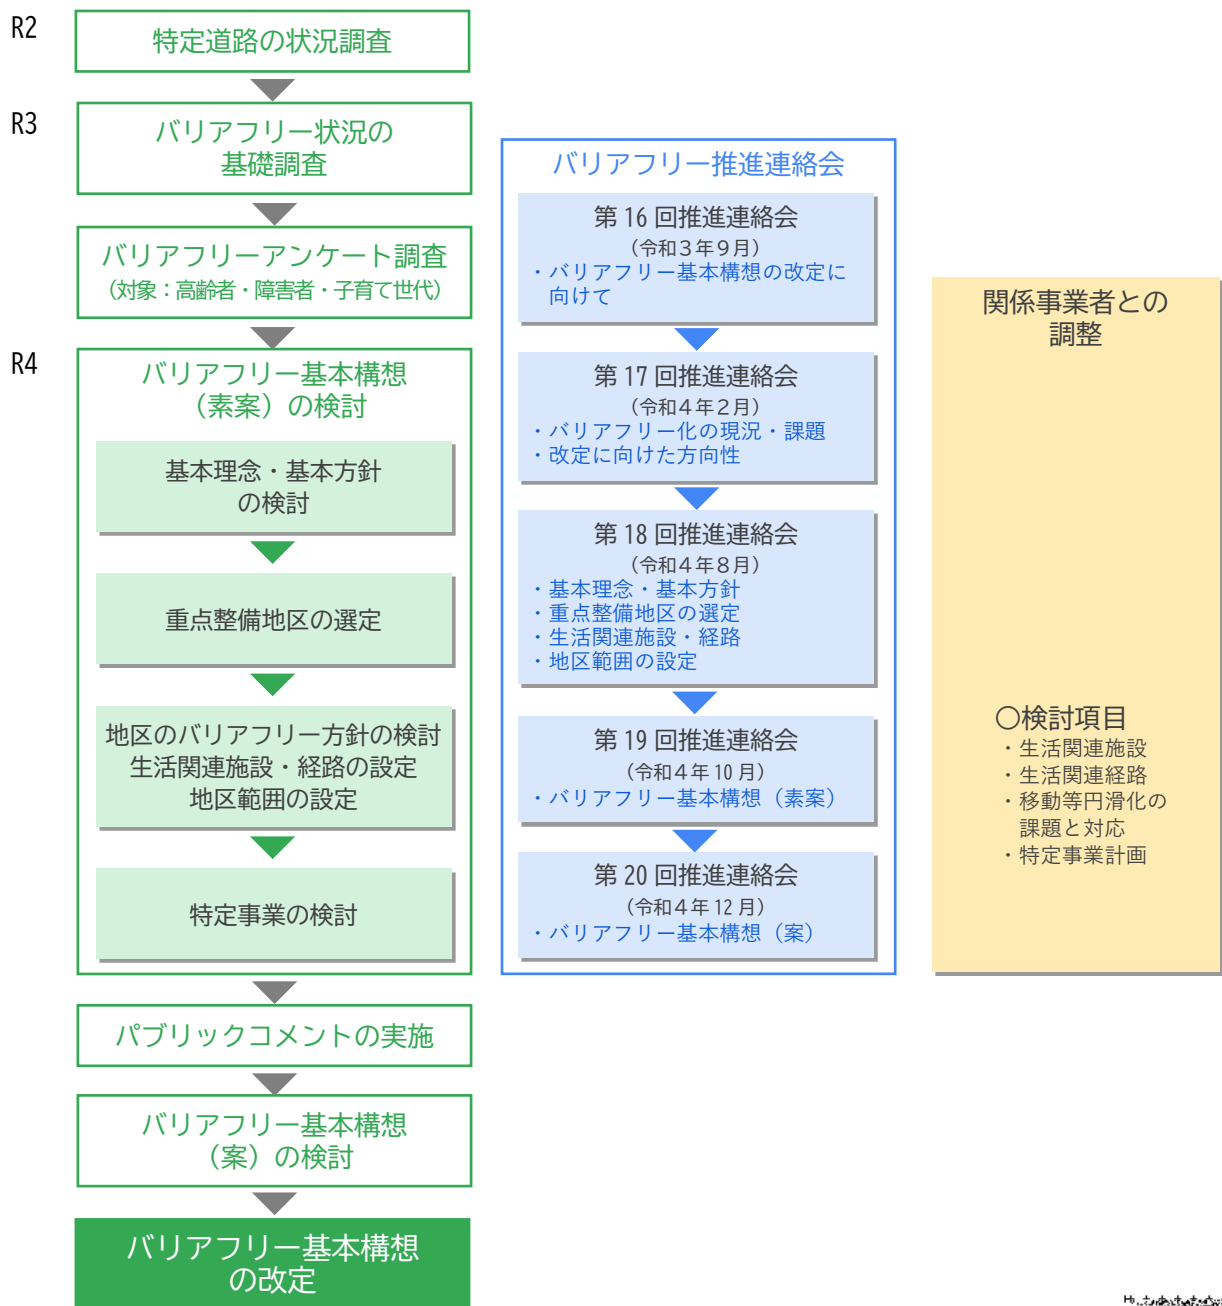 R2
特定道路の状況調査
R3
バリアフリー状況の
基礎調査
バリアフリーアンケート調査
（対象：高齢者・障害者・子育て世代）
R4
バリアフリー基本構想
（素案）の検討
基本理念・基本方針
の検討
重点整備地区の選定
地区のバリアフリー方針の検討
生活関連施設・経路の設定
地区範囲の設定
特定事業の検討
パブリックコメントの実施
バリアフリー基本構想
（案）の検討
バリアフリー基本構想
の改定
バリアフリー推進連絡会
第16回推進連絡会
（令和３年９月）
・バリアフリー基本構想の改定に
向けて
第17回推進連絡会
（令和４年２月）
・バリアフリー化の現況・課題
・改定に向けた方向性
第18回推進連絡会
（令和４年８月）
・基本理念・基本方針
・重点整備地区の選定
・生活関連施設・経路
・地区範囲の設定
第19回推進連絡会
（令和４年10月）
・バリアフリー基本構想（素案）
第20回推進連絡会
（令和４年12月）
・バリアフリー基本構想（案）
関係事業者との
調整
〇検討項目
・生活関連施設
・生活関連経路
・移動等円滑化の
課題と対応
・特定事業計画